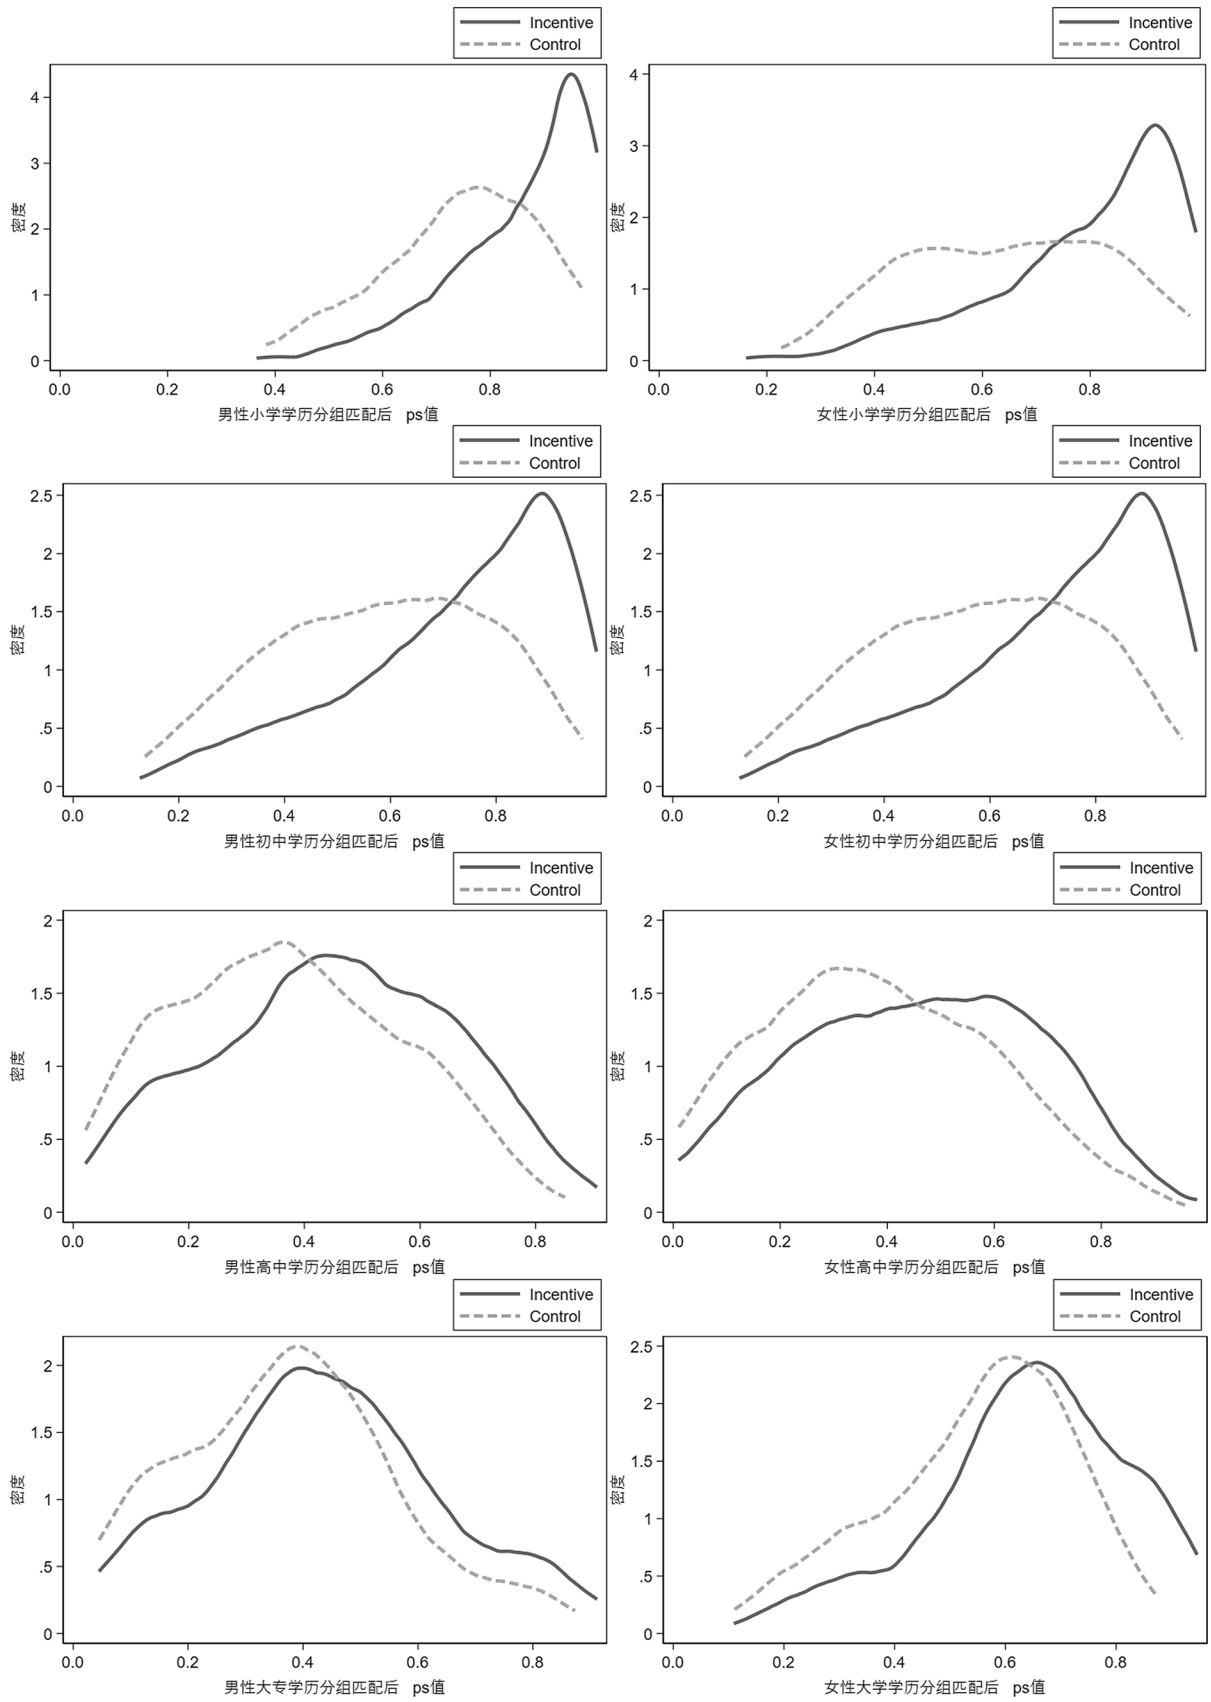 Incentive
Control
密度
4
3
2
1
0
0.0 0.2 0.4 0.6 0.8
男性小学学历分组匹配后 ps值
Incentive
Control
密度
4
3
2
1
0
0.0 0.2 0.4 0.6 0.8
女性小学学历分组匹配后 ps值
Incentive
Control
密度
2.5
2
1.5
1
.5
0
0.0 0.2 0.4 0.6 0.8
男性初中学历分组匹配后 ps值
Incentive
Control
密度
2.5
2
1.5
1
.5
0
0.0 0.2 0.4 0.6 0.8
女性初中学历分组匹配后 ps值
Incentive
Control
密度
2
1.5
1
.5
0
0.0 0.2 0.4 0.6 0.8
男性高中学历分组匹配后 ps值
Incentive
Control
密度
2
1.5
1
.5
0
0.0 0.2 0.4 0.6 0.8
女性高中学历分组匹配后 ps值
Incentive
Control
密度
2
1.5
1
.5
0
0.0 0.2 0.4 0.6 0.8
男性大专学历分组匹配后 ps值
Incentive
Control
密度
2.5
2
1.5
1
.5
0
0.0 0.2 0.4 0.6 0.8
女性大学学历分组匹配后 ps值